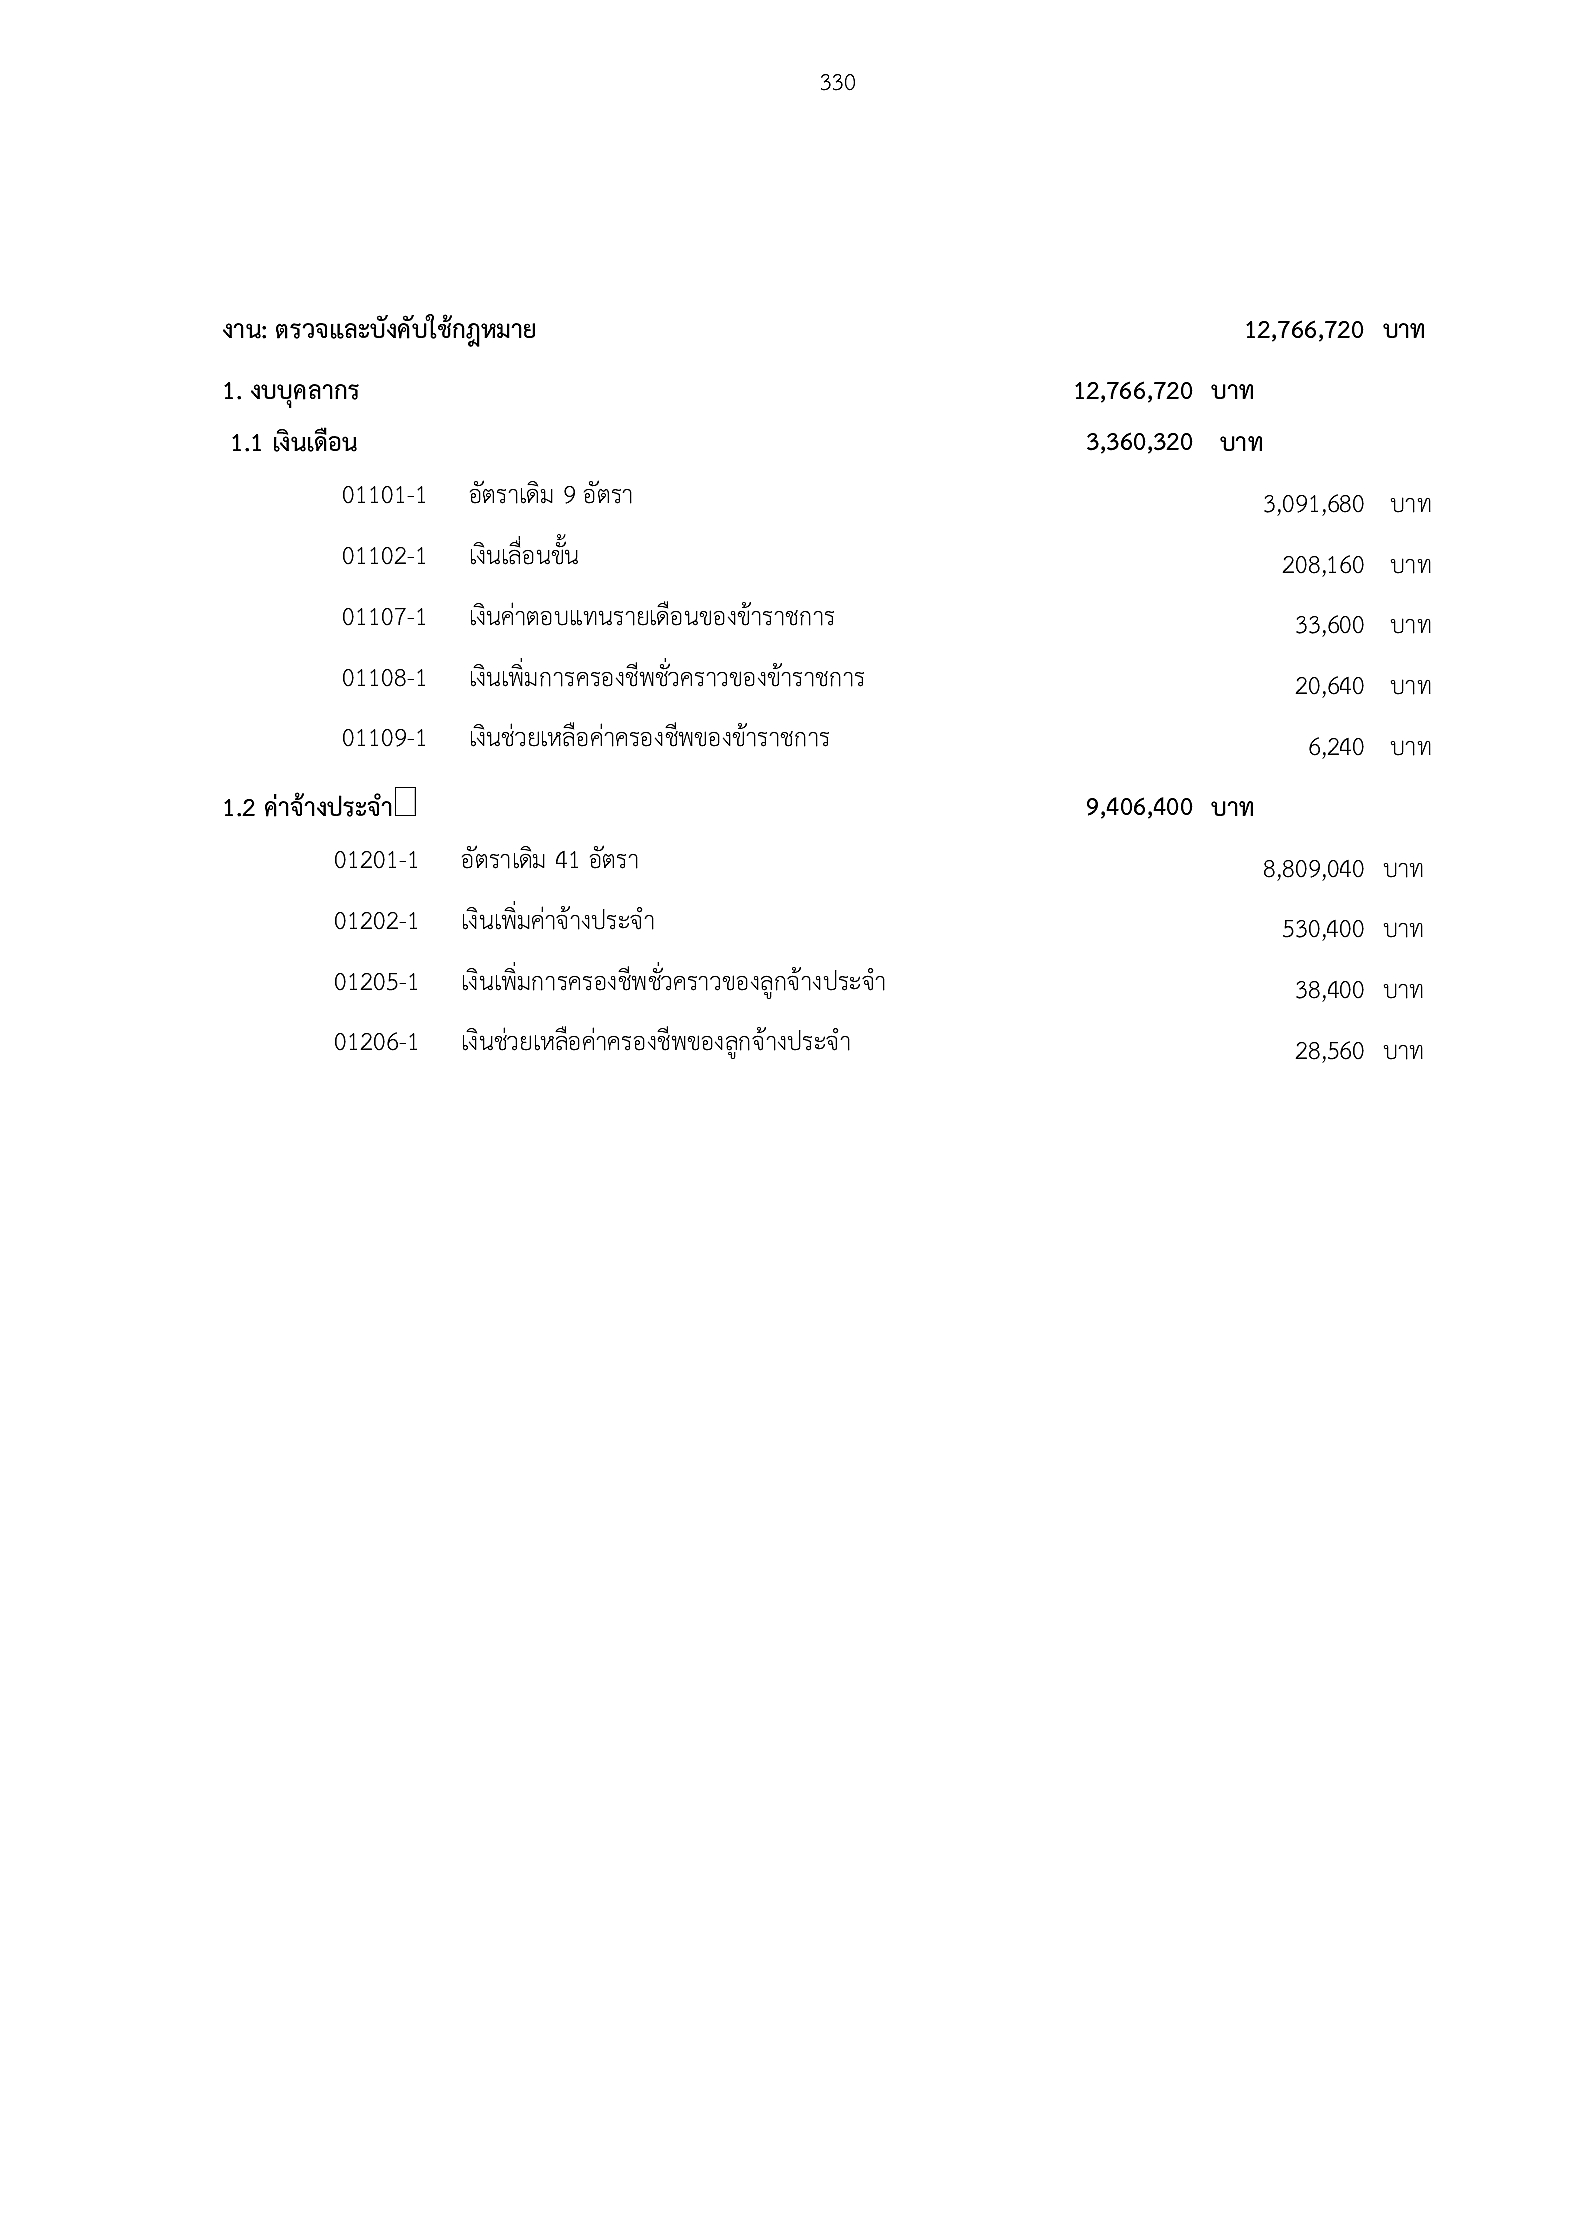 330
งาน: ตรวจและบังคับใช้กฎหมาย 12,766,720 บาท
1. งบบุคลากร 12,766,720 บาท
1.1 เงินเดือน 3,360,320 บาท
01101-1 อัตราเดิม 9 อัตรา 3,091,680 บาท
01102-1 เงินเลื่อนขั้น 208,160 บาท
01107-1 เงินค่าตอบแทนรายเดือนของข้าราชการ 33,600 บาท
01108-1 เงินเพิ่มการครองชีพชั่วคราวของข้าราชการ 20,640 บาท
01109-1 เงินช่วยเหลือค่าครองชีพของข้าราชการ 6,240 บาท
1.2 ค่าจ้างประจำ 9,406,400 บาท
01201-1 อัตราเดิม 41 อัตรา 8,809,040 บาท
01202-1 เงินเพิ่มค่าจ้างประจำ 530,400 บาท
01205-1 เงินเพิ่มการครองชีพชั่วคราวของลูกจ้างประจำ 38,400 บาท
01206-1 เงินช่วยเหลือค่าครองชีพของลูกจ้างประจำ 28,560 บาท